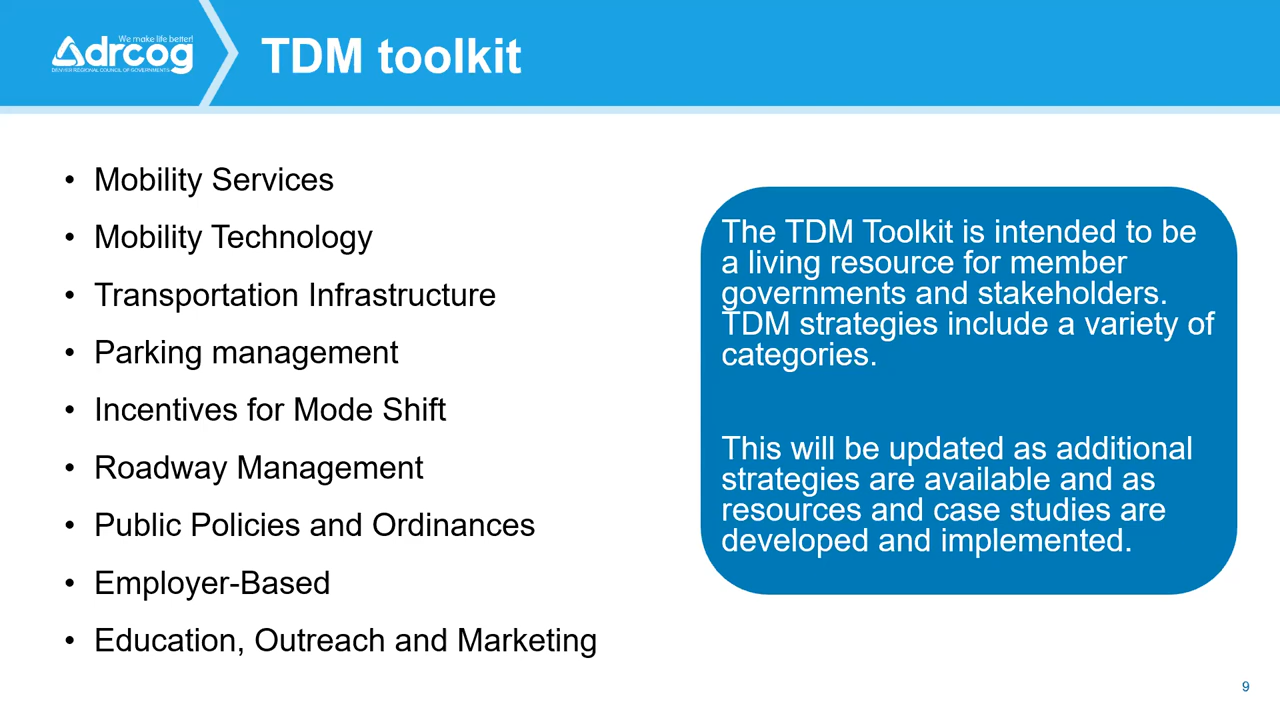 We make life better!
drcog
DENVER REGIONAL COUNCIL OF GOVERNMENTS
TDM toolkit
• Mobility Services
• Mobility Technology
• Transportation Infrastructure
• Parking management
• Incentives for Mode Shift
• Roadway Management
• Public Policies and Ordinances
• Employer-Based
• Education, Outreach and Marketing
The TDM Toolkit is intended to be
a living resource for member
governments and stakeholders.
TDM strategies include a variety of
categories.
This will be updated as additional
strategies are available and as
resources and case studies are
developed and implemented.
9